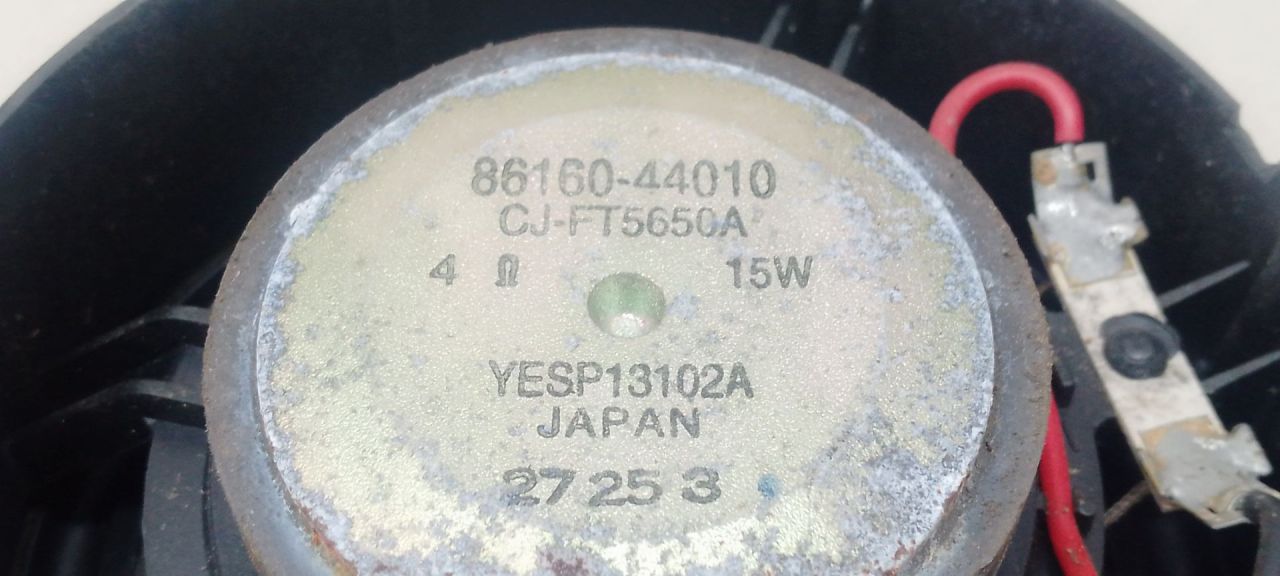 86160-44010
CJ-FT5650A
4 Ω 15W
YESP13102A
JAPAN
27 25 3